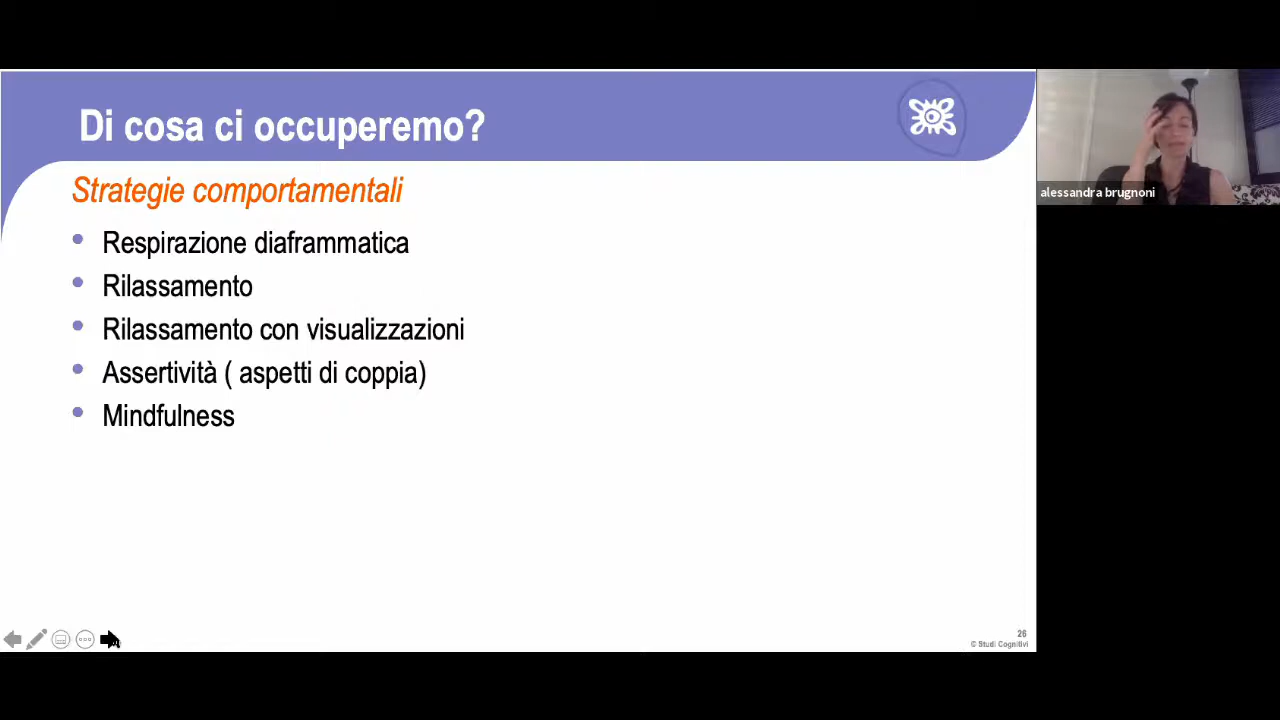 Di cosa ci occuperemo?
Strategie comportamentali
• Respirazione diaframmatica
• Rilassamento
• Rilassamento con visualizzazioni
• Assertività ( aspetti di coppia)
• Mindfulness
26
© Studi Cognitivi
alessandra brugnoni